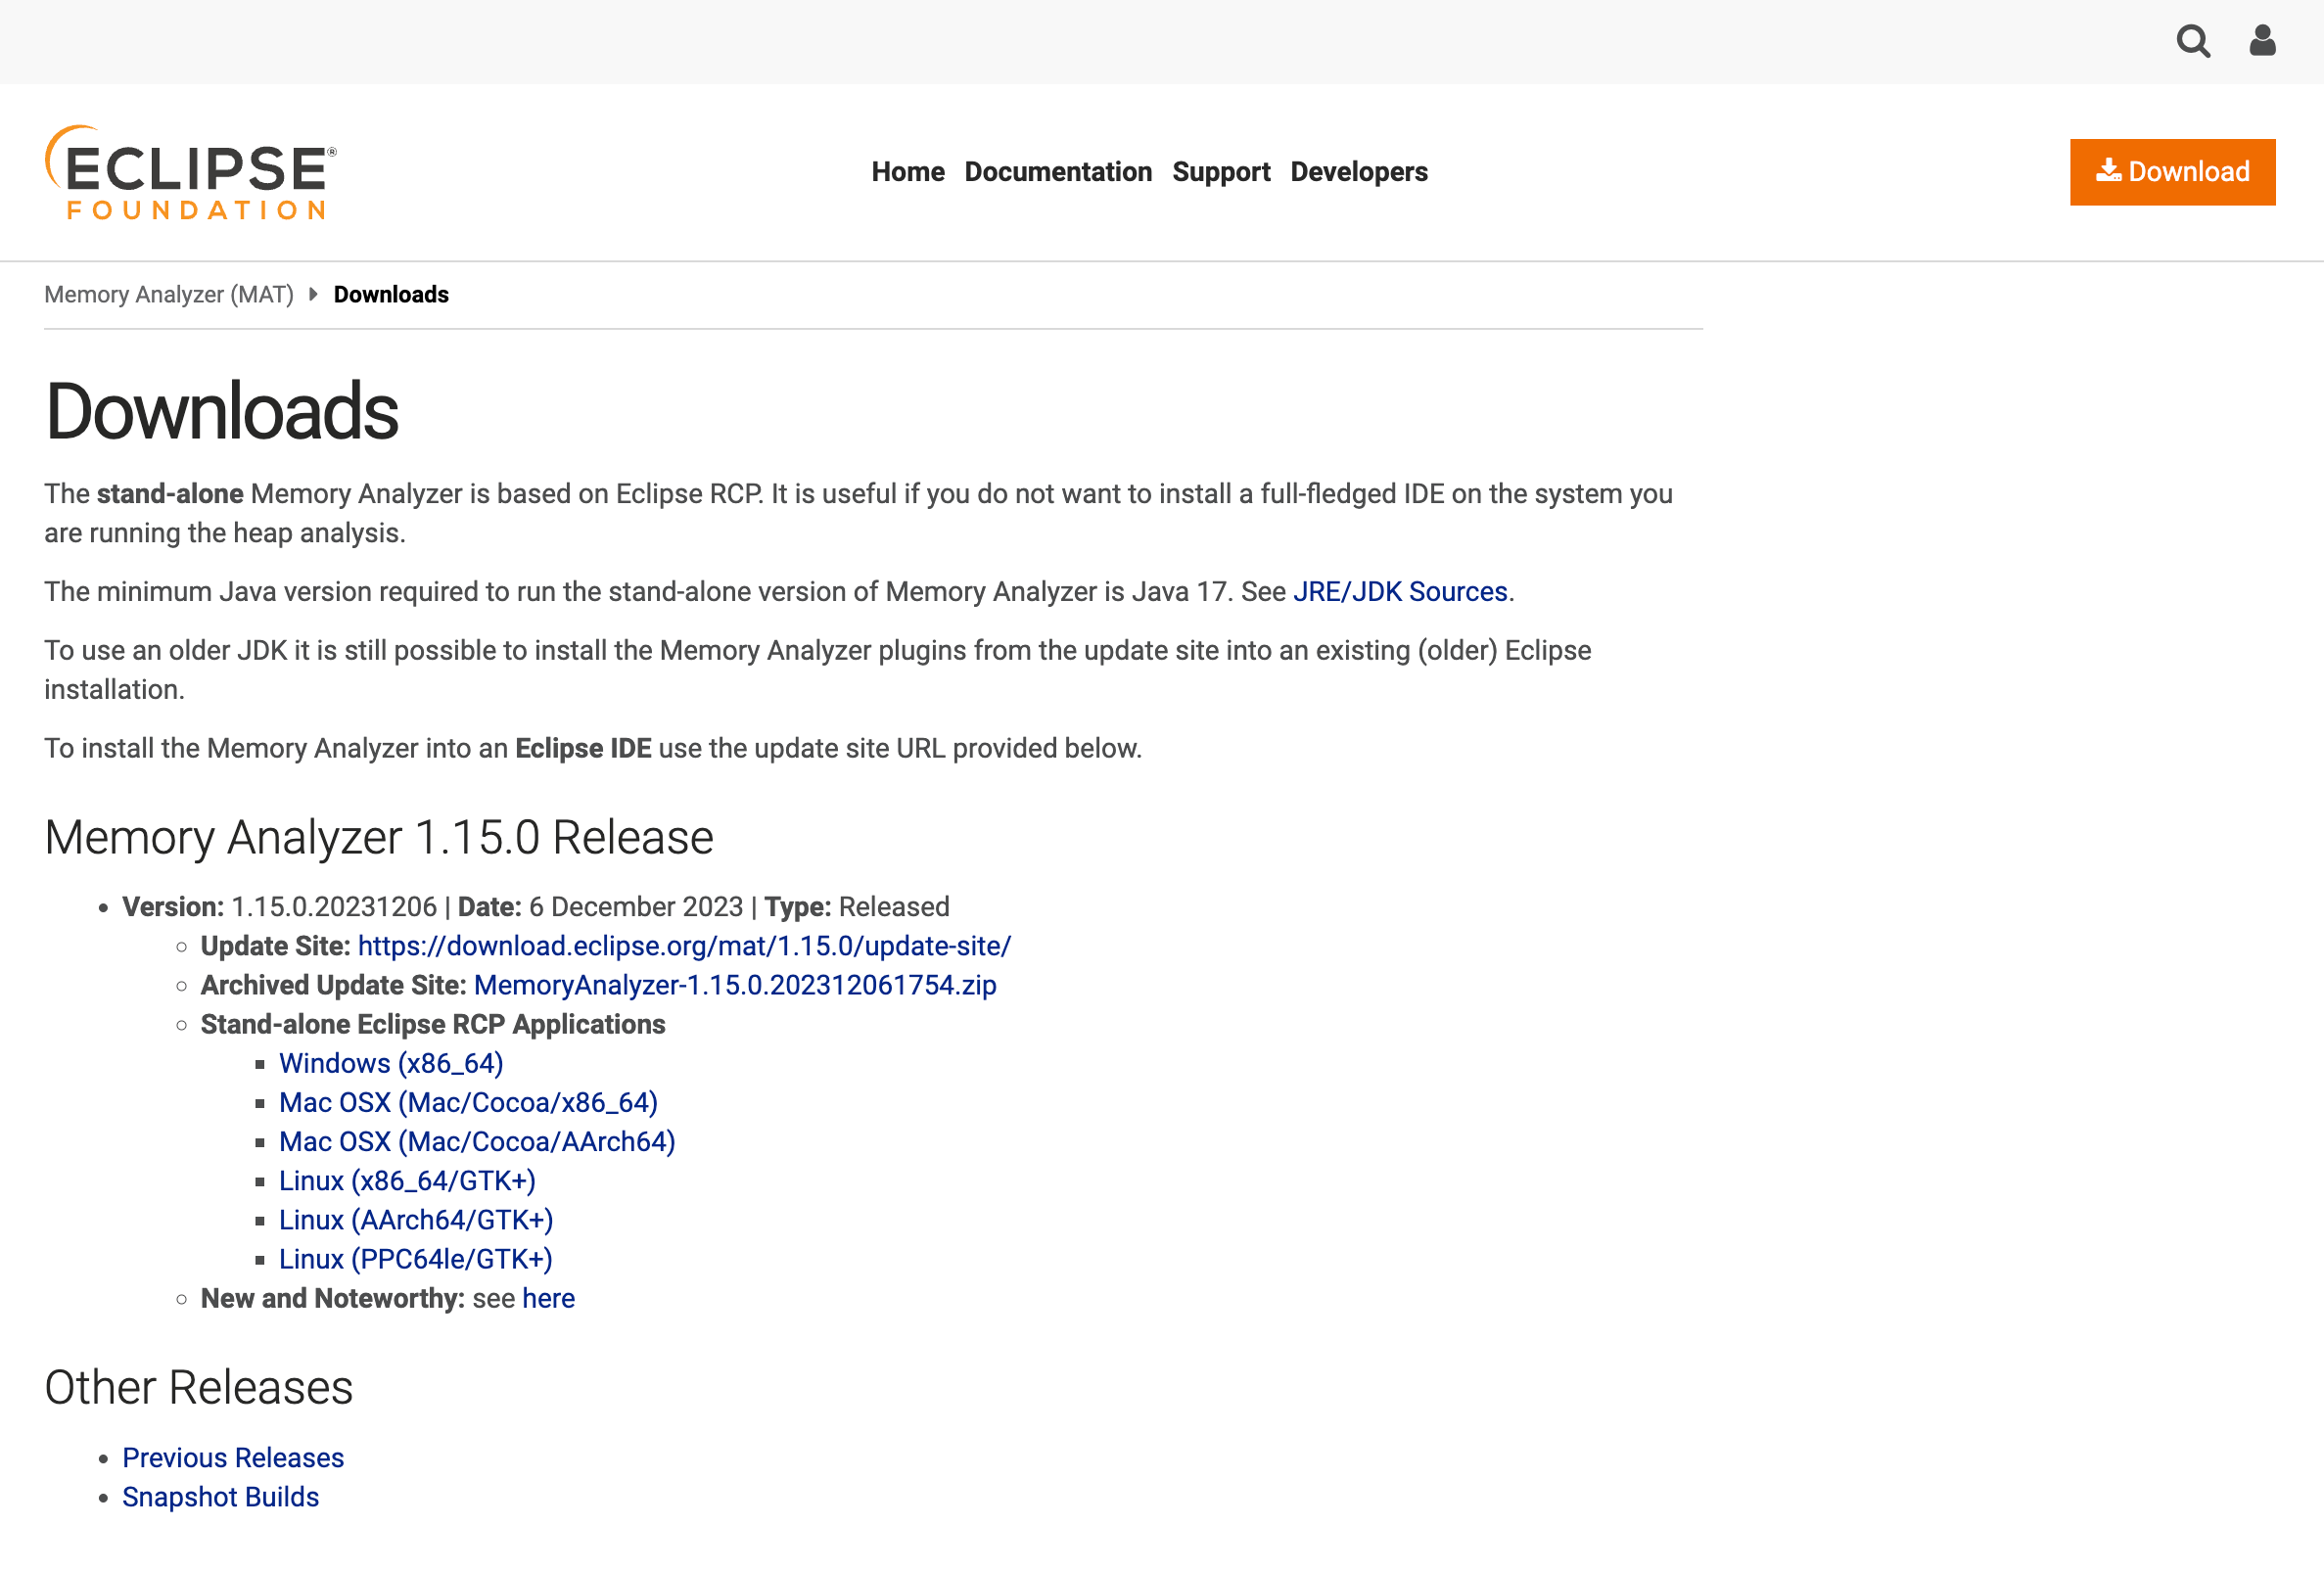 ECLIPSE®
FOUNDATION
Home Documentation Support Developers
Download
Memory Analyzer (MAT) Downloads
Downloads
The stand-alone Memory Analyzer is based on Eclipse RCP. It is useful if you do not want to install a full-fledged IDE on the system you
are running the heap analysis.
The minimum Java version required to run the stand-alone version of Memory Analyzer is Java 17. See JRE/JDK Sources.
To use an older JDK it is still possible to install the Memory Analyzer plugins from the update site into an existing (older) Eclipse
installation.
To install the Memory Analyzer into an Eclipse IDE use the update site URL provided below.
Memory Analyzer 1.15.0 Release
Version: 1.15.0.20231206 | Date: 6 December 2023 | Type: Released
Update Site: https://download.eclipse.org/mat/1.15.0/update-site/
Archived Update Site: MemoryAnalyzer-1.15.0.202312061754.zip
Stand-alone Eclipse RCP Applications
Windows (x86_64)
Mac OSX (Mac/Cocoa/x86_64)
Mac OSX (Mac/Cocoa/AArch64)
Linux (x86_64/GTK+)
Linux (AArch64/GTK+)
Linux (PPC64le/GTK+)
New and Noteworthy: see here
Other Releases
Previous Releases
Snapshot Builds